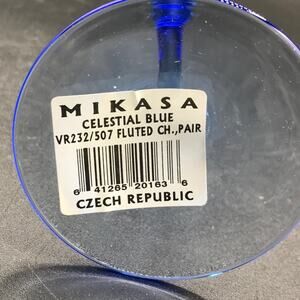 MIKASA
CELESTIAL BLUE
VR232/507 FLUTED CH.,PAIR
6 41265 20163 6
CZECH REPUBLIC